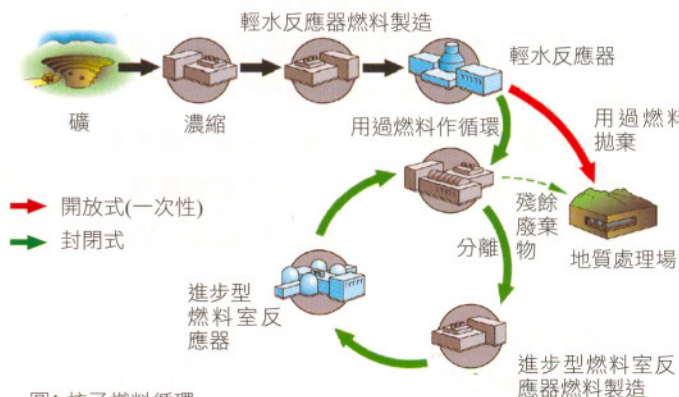 輕水反應器燃料製造
輕水反應器
礦
濃縮
用過燃料作循環
用過燃料
拋棄
開放式(一次性)
封閉式
殘餘
廢棄
物
分離
地質處理場
進步型
燃料室反
應器
進步型燃料室反
應器燃料製造